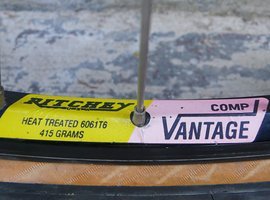 RITCHEY
HEAT TREATED 6061T6
415 GRAMS
COMP
VANTAGE